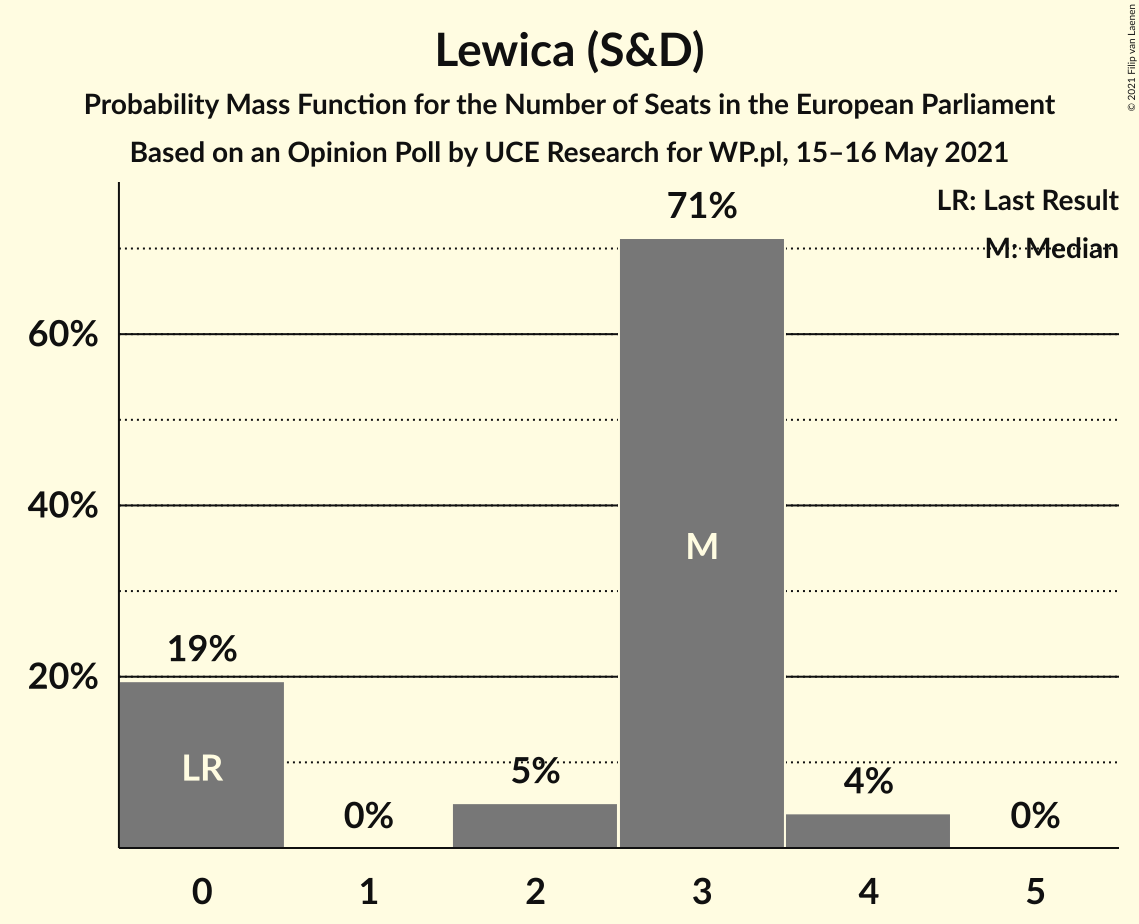 Lewica (S&D)
Probability Mass Function for the Number of Seats in the European Parliament
Based on an Opinion Poll by UCE Research for WP.pl, 15–16 May 2021
© 2021 Filip van Laenen
LR: Last Result
M: Median
71%
60%
40%
M
19%
20%
LR
5%
4%
0%
0%
0 1 2 3 4 5